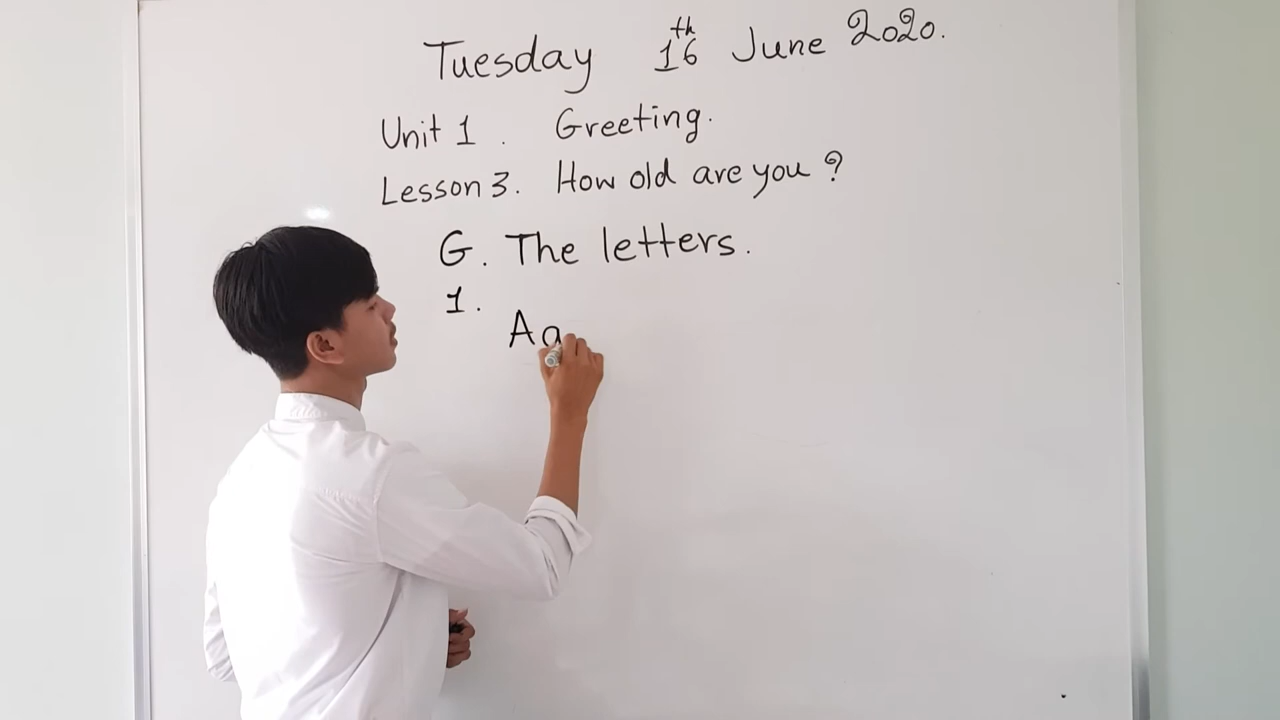 Tuesday 16th June 2020.
Unit 1. Greeting.
Lesson 3. How old are you?
G. The letters.
1.
Aa